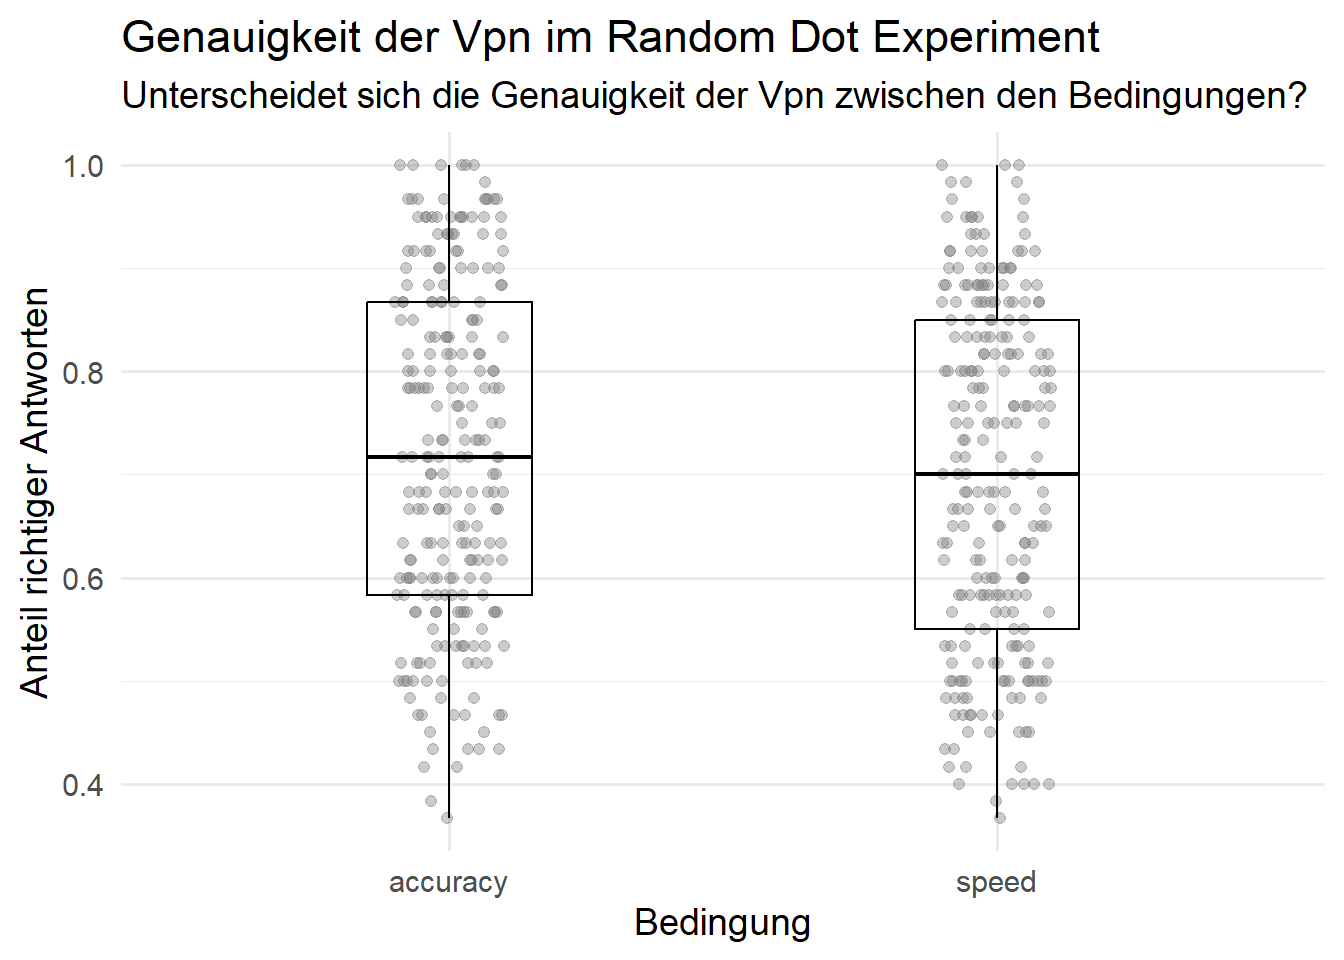 Genauigkeit der Vpn im Random Dot Experiment
Unterscheidet sich die Genauigkeit der Vpn zwischen den Bedingungen?
Anteil richtiger Antworten
1.0
0.8
0.6
0.4
accuracy
speed
Bedingung